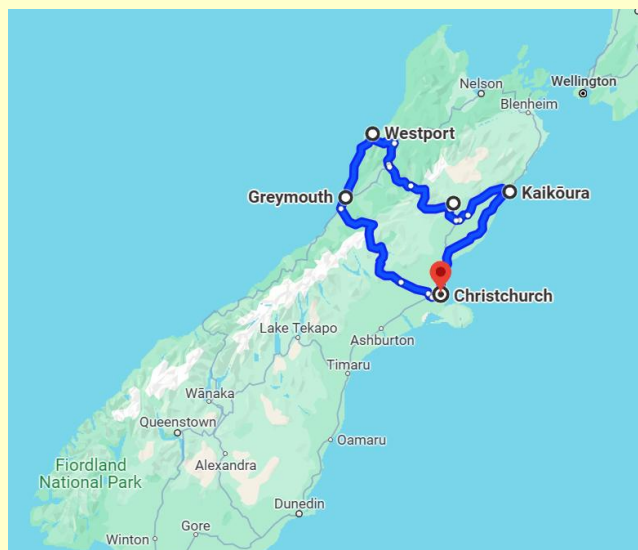 Nelson
Wellington
Blenheim
Westport
Kaikōura
Greymouth
Christchurch
Lake Tekapo
Ashburton
Timaru
Wānaka
Queenstown
Oamaru
Alexandra
Fiordland
National Park
Dunedin
Gore
Winton